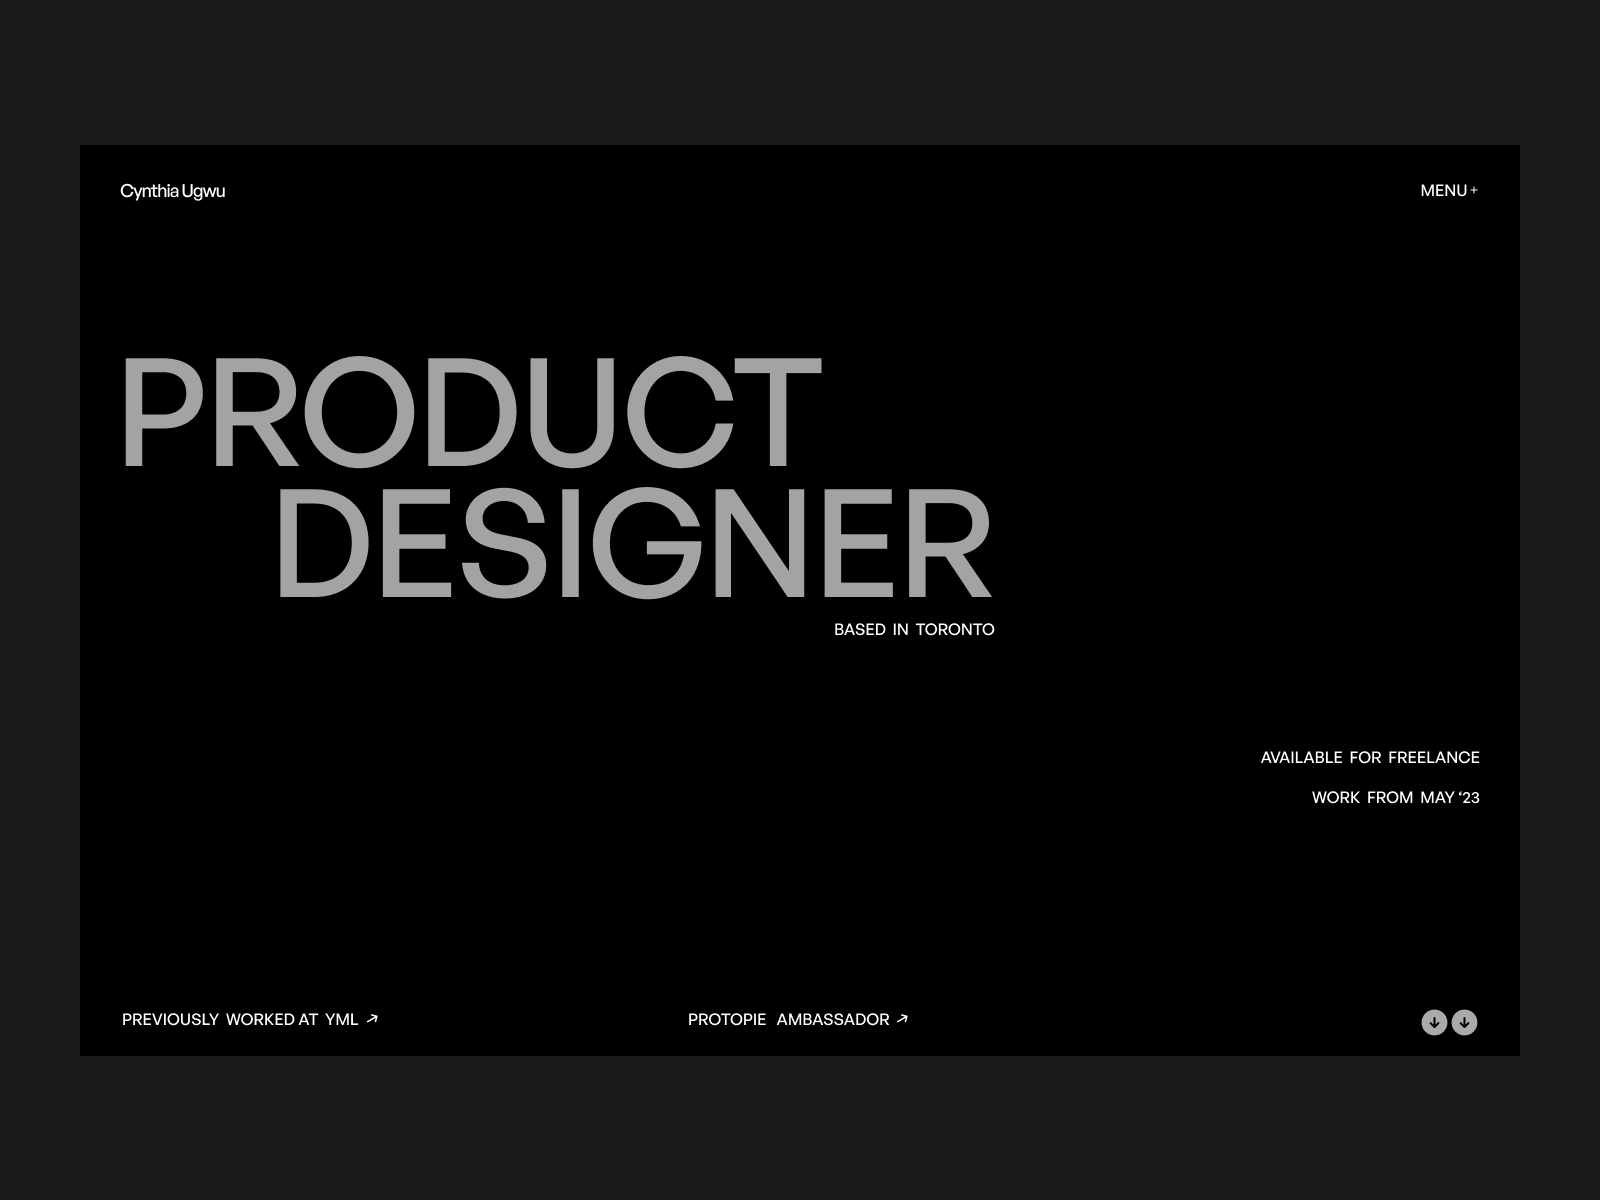 Cynthia Ugwu
MENU+
PRODUCT
DESIGNER
BASED IN TORONTO
AVAILABLE FOR FREELANCE
WORK FROM MAY ‘23
PREVIOUSLY WORKED AT YML ↗
PROTOPIE AMBASSADOR ↗